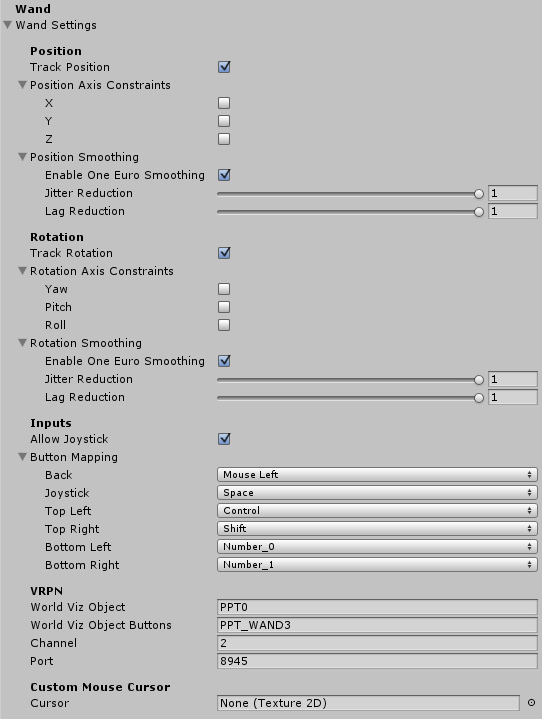 Wand
Wand Settings
Position
Track Position
Position Axis Constraints
X
Y
Z
Position Smoothing
Enable One Euro Smoothing
Jitter Reduction 1
Lag Reduction 1
Rotation
Track Rotation
Rotation Axis Constraints
Yaw
Pitch
Roll
Rotation Smoothing
Enable One Euro Smoothing
Jitter Reduction 1
Lag Reduction 1
Inputs
Allow Joystick
Button Mapping
Back Mouse Left
Joystick Space
Top Left Control
Top Right Shift
Bottom Left Number_0
Bottom Right Number_1
VRPN
World Viz Object PPT0
World Viz Object Buttons PPT_WAND3
Channel 2
Port 8945
Custom Mouse Cursor
Cursor None (Texture 2D)